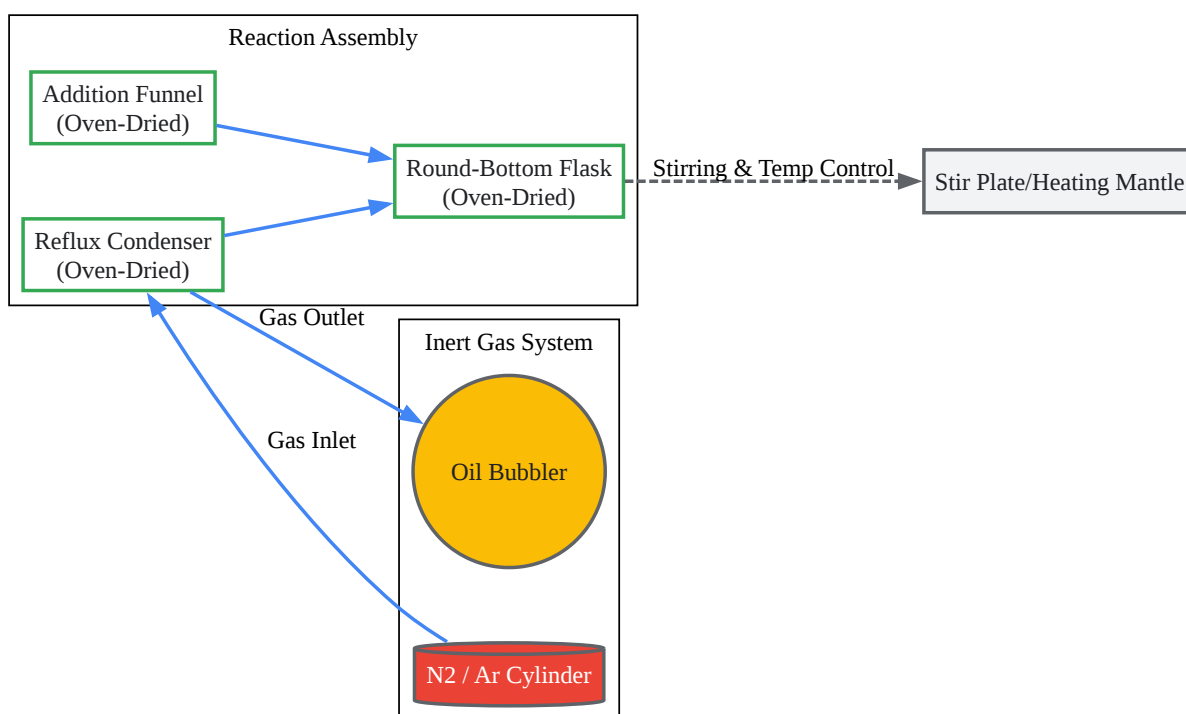 Reaction Assembly
Addition Funnel
(Oven-Dried)
Round-Bottom Flask
(Oven-Dried)
Stirring & Temp Control
Stir Plate/Heating Mantle
Reflux Condenser
(Oven-Dried)
Gas Outlet
Inert Gas System
Gas Inlet
Oil Bubbler
N2 / Ar Cylinder